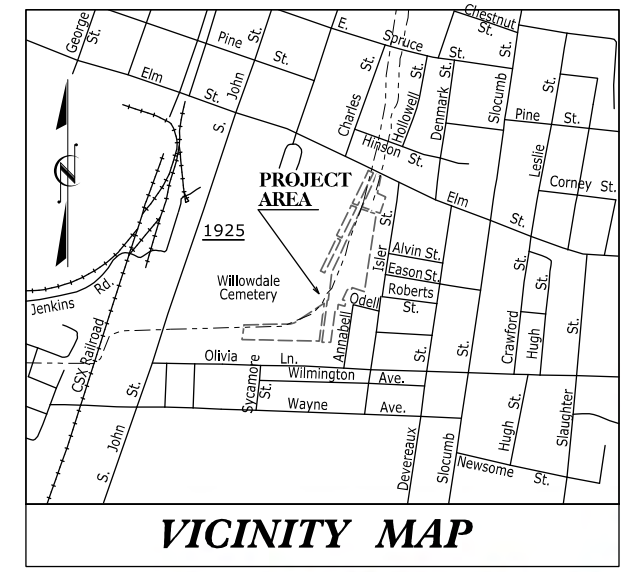 Chestnut
St.
George
St.
E.
Spruce
St.
St.
Pine
St.
St.
Elm
St.
S. John
Charles
St.
Hollowell
St.
Denmark
St.
Slocumb
St.
Pine
St.
Hinson
St.
Leslie
St.
Corney St.
PROJECT
AREA
Elm
St.
1925
Isler
St.
Alvin St.
Eason St.
Roberts
St.
Willowdale
Cemetery
Odell
Annabell
Jenkins
Rd.
CSX Railroad
Crawford
St.
Hugh
St.
St.
St.
Olivia
Ln.
Wilmington
Ave.
Sycamore
St.
Wayne
Ave.
S. John
St.
Devereaux
Slocumb
Hugh
St.
Slaughter
Newsome
St.
VICINITY MAP